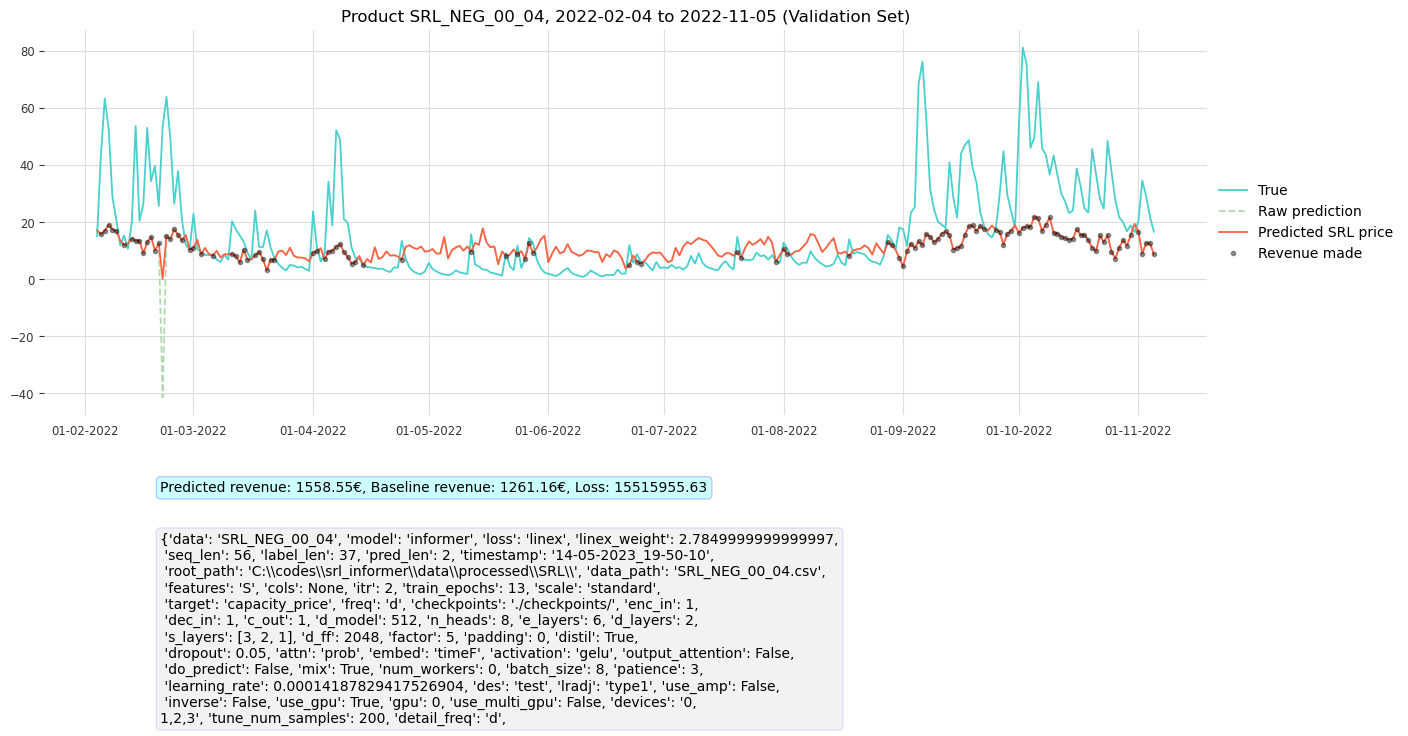 Product SRL_NEG_00_04, 2022-02-04 to 2022-11-05 (Validation Set)
80
60
40
20
0
−20
−40
01-02-2022 01-03-2022 01-04-2022 01-05-2022 01-06-2022 01-07-2022 01-08-2022 01-09-2022 01-10-2022 01-11-2022
True
Raw prediction
Predicted SRL price
Revenue made
Predicted revenue: 1558.55€, Baseline revenue: 1261.16€, Loss: 15515955.63
{'data': 'SRL_NEG_00_04', 'model': 'informer', 'loss': 'linex', 'linex_weight': 2.7849999999999997,
'seq_len': 56, 'label_len': 37, 'pred_len': 2, 'timestamp': '14-05-2023_19-50-10',
'root_path': 'C:\\codes\\srl_informer\\data\\processed\\SRL\\', 'data_path': 'SRL_NEG_00_04.csv',
'features': 'S', 'cols': None, 'itr': 2, 'train_epochs': 13, 'scale': 'standard',
'target': 'capacity_price', 'freq': 'd', 'checkpoints': './checkpoints/', 'enc_in': 1,
'dec_in': 1, 'c_out': 1, 'd_model': 512, 'n_heads': 8, 'e_layers': 6, 'd_layers': 2,
's_layers': [3, 2, 1], 'd_ff': 2048, 'factor': 5, 'padding': 0, 'distil': True,
'dropout': 0.05, 'attn': 'prob', 'embed': 'timeF', 'activation': 'gelu', 'output_attention': False,
'do_predict': False, 'mix': True, 'num_workers': 0, 'batch_size': 8, 'patience': 3,
'learning_rate': 0.00014187829417526904, 'des': 'test', 'lradj': 'type1', 'use_amp': False,
'inverse': False, 'use_gpu': True, 'gpu': 0, 'use_multi_gpu': False, 'devices': '0,
1,2,3', 'tune_num_samples': 200, 'detail_freq': 'd',